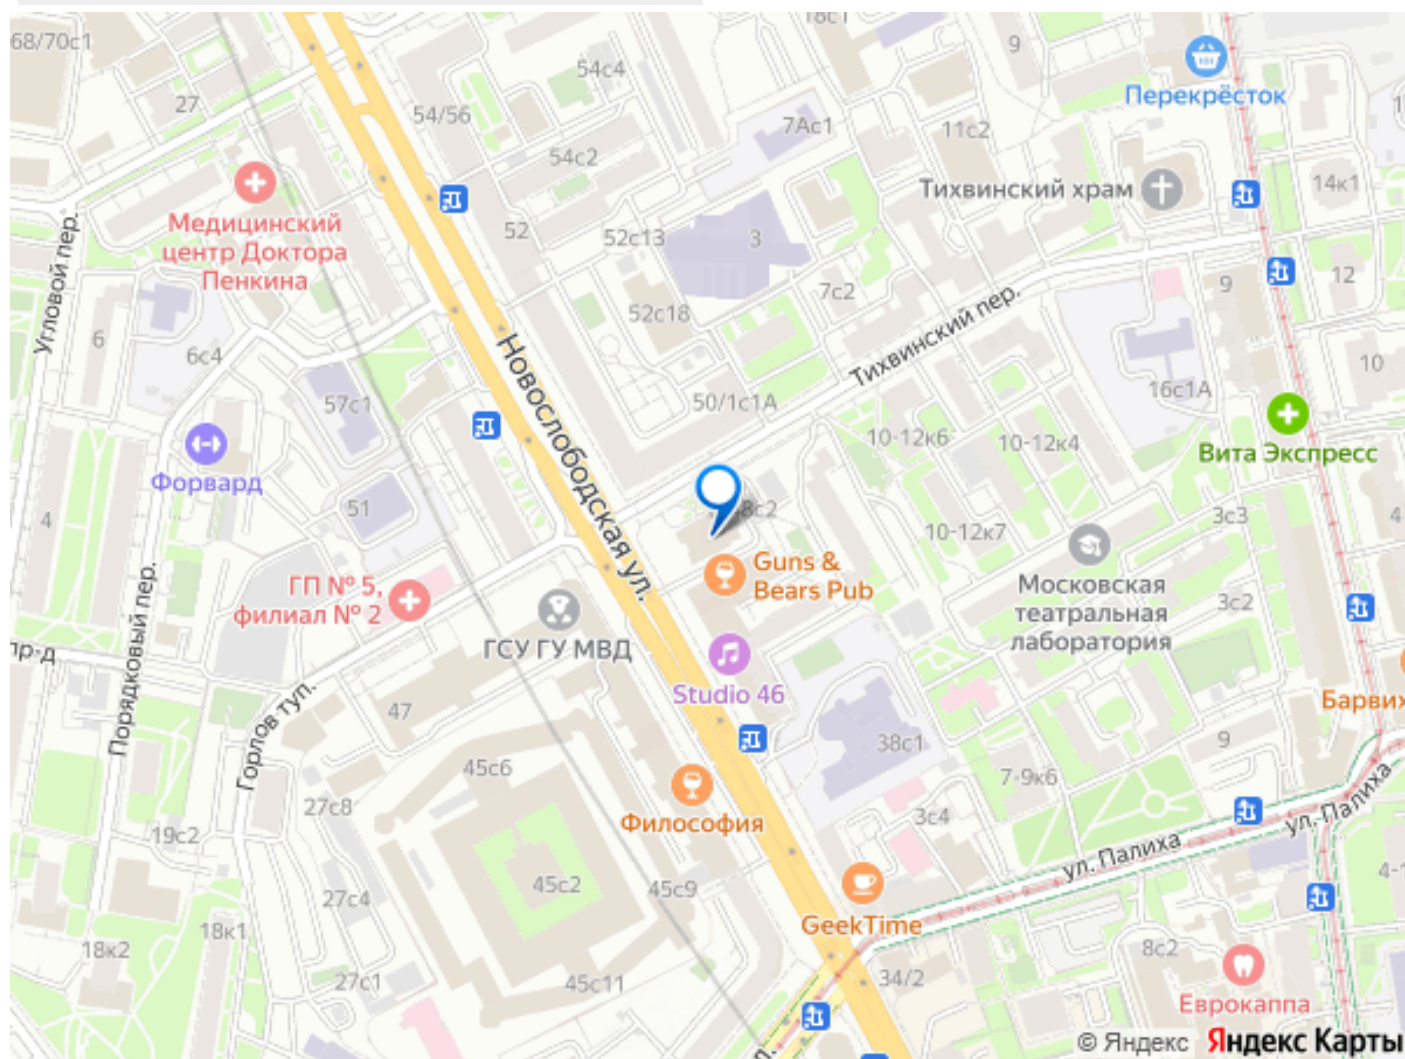 68/70с1
18с1
9
54с4
Перекрёсток
27
54/56
7Ас1
11с2
54с2
Тихвинский храм
14к1
Медицинский
центр Доктора
Пенкина
52
52с13
3
Угловой пер.
7с2
9
12
52с18
Тихвинский пер.
6
6с4
Новослободская ул.
10
57с1
50/1с1А
16с1А
10-12к6
10-12к4
Вита Экспресс
Форвард
51
4
8с2
3с3
4
10-12к7
Guns &
Bears Pub
ГП № 5,
филиал № 2
Московская
театральная
лаборатория
3с2
Порядковый пер.
ГСУ ГУ МВД
пр-д
Studio 46
Горлов туп.
47
Барвих
38с1
9
45с6
7-9к6
27с8
3с4
Философия
ул. Палиха
19с2
ул. Палиха
45с2
45с9
27с4
4-1
GeekTime
18к1
18к2
8с2
27с1
45с11
34/2
Еврокаппа
© Яндекс Яндекс Карты